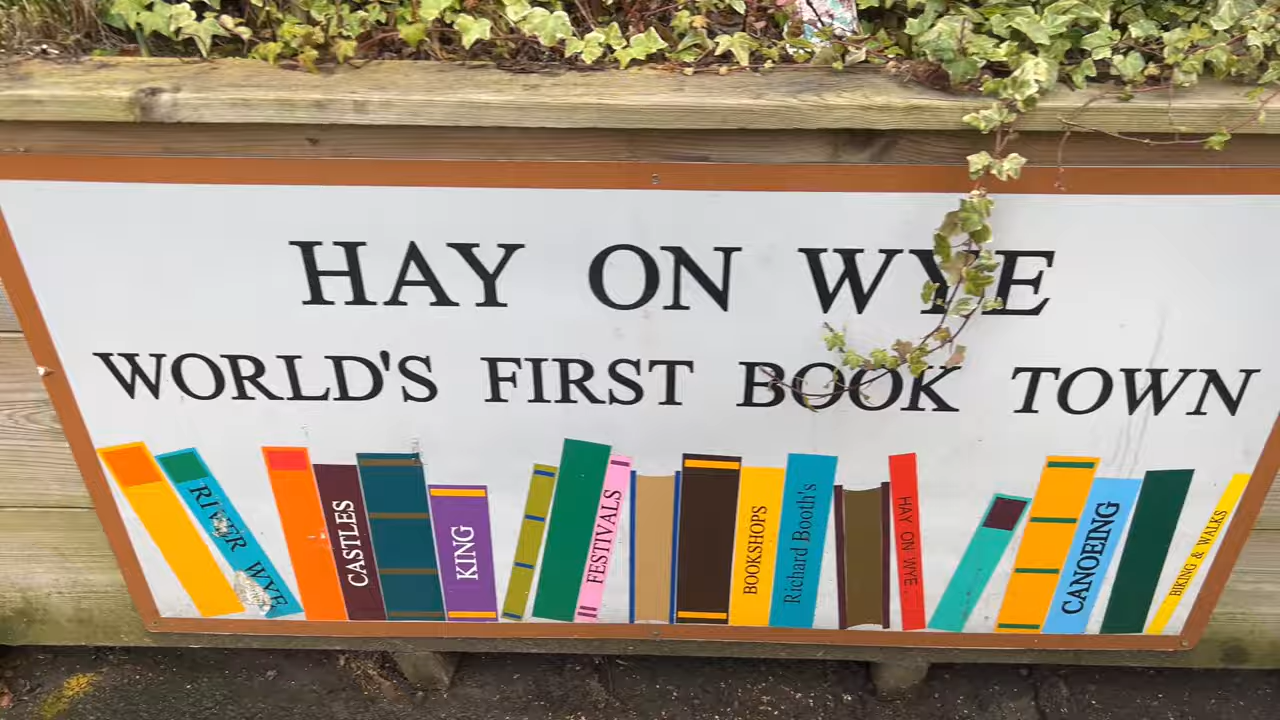 HAY ON WYE
WORLD'S FIRST BOOK TOWN
RIVER WYE
CASTLES
KING
FESTIVALS
BOOKSHOPS
Richard Booth's
HAY ON WYE
CANOEING
BIKING & WALKS